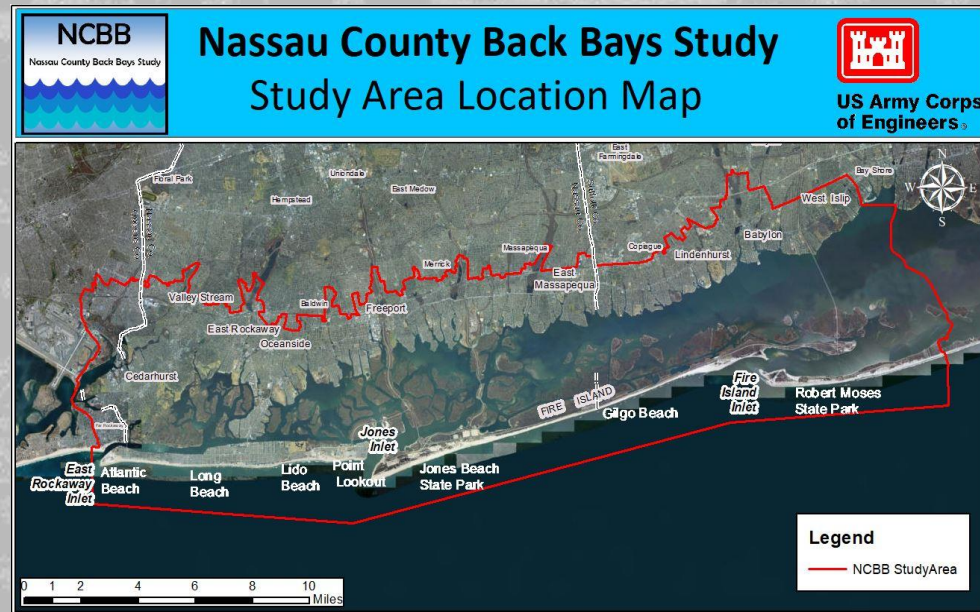 NCBB
Nassau County Back Bays Study
Nassau County Back Bays Study
Study Area Location Map
US Army Corps
of Engineers®
East
Farmingdale
Floral Park
Uniondale
Bay Shore
N
Hempstead
East Medow
W
E
S
West Islip
Massapequa
Copiague
Babylon
Merrick
Lindenhurst
East
Massapequa
Valley Stream
Baldwin
Freeport
East Rockaway
Oceanside
Cedarhurst
FIRE ISLAND
Fire
Island
Inlet
Robert Moses
State Park
Gilgo Beach
Jones
Inlet
East
Rockaway
Inlet
Atlantic
Beach
Long
Beach
Lido
Beach
Point
Lookout
Jones Beach
State Park
Legend
NCBB StudyArea
0 1 2 4 6 8 10
Miles